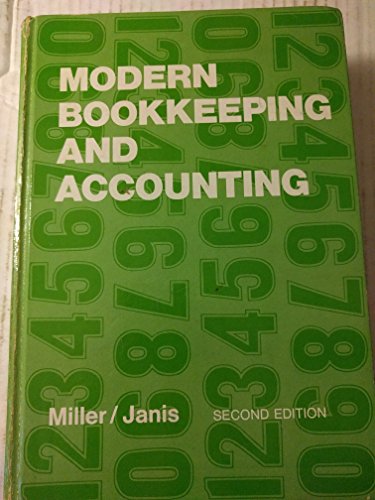 MODERN
BOOKKEEPING
AND
ACCOUNTING
Miller/Janis SECOND EDITION